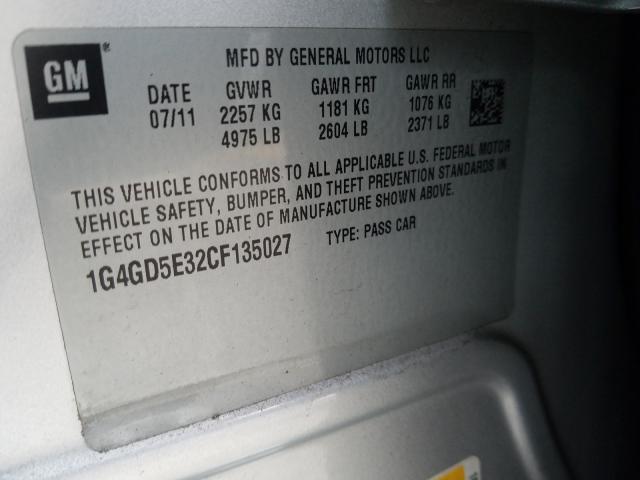 GM ®
MFD BY GENERAL MOTORS LLC
DATE GVWR GAWR FRT GAWR RR
07/11 2257 KG 1181 KG 1076 KG
4975 LB 2604 LB 2371 LB
THIS VEHICLE CONFORMS TO ALL APPLICABLE U.S. FEDERAL MOTOR
VEHICLE SAFETY, BUMPER, AND THEFT PREVENTION STANDARDS IN
EFFECT ON THE DATE OF MANUFACTURE SHOWN ABOVE.
1G4GD5E32CF135027 TYPE: PASS CAR